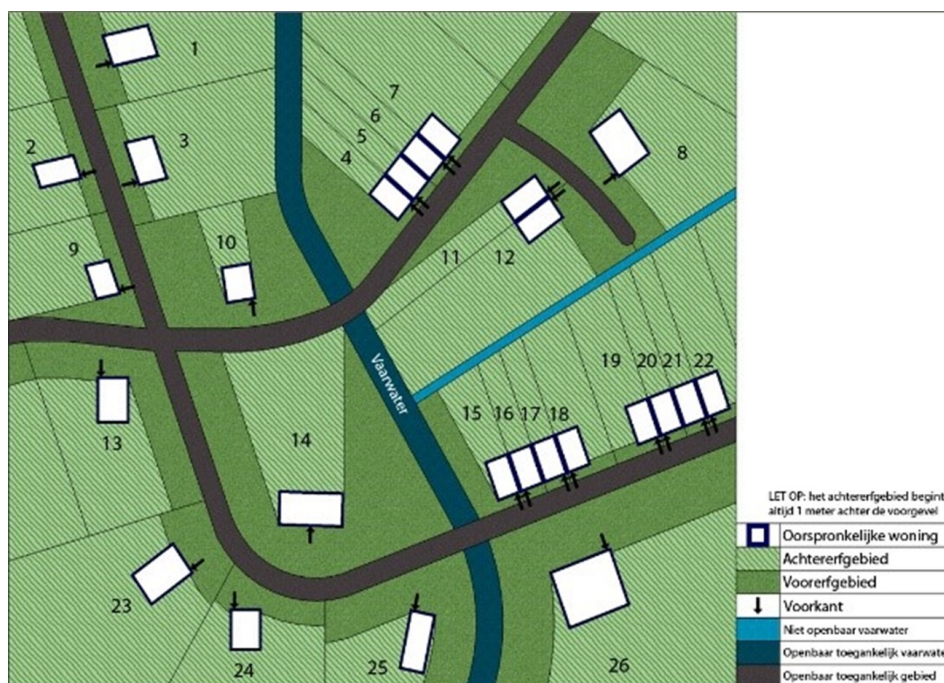 1
7
6
5
4
2
3
8
9
10
11
12
Vaarwater
13
14
15
16
17
18
19
20
21
22
23
24
25
26
LET OP: het achtererfgebied begint
altijd 1 meter achter de voorgevel
Oorspronkelijke woning
Achtererfgebied
Voorerfgebied
Voorkant
Niet openbaar vaarwater
Openbaar toegankelijk vaarwate
Openbaar toegankelijk gebied